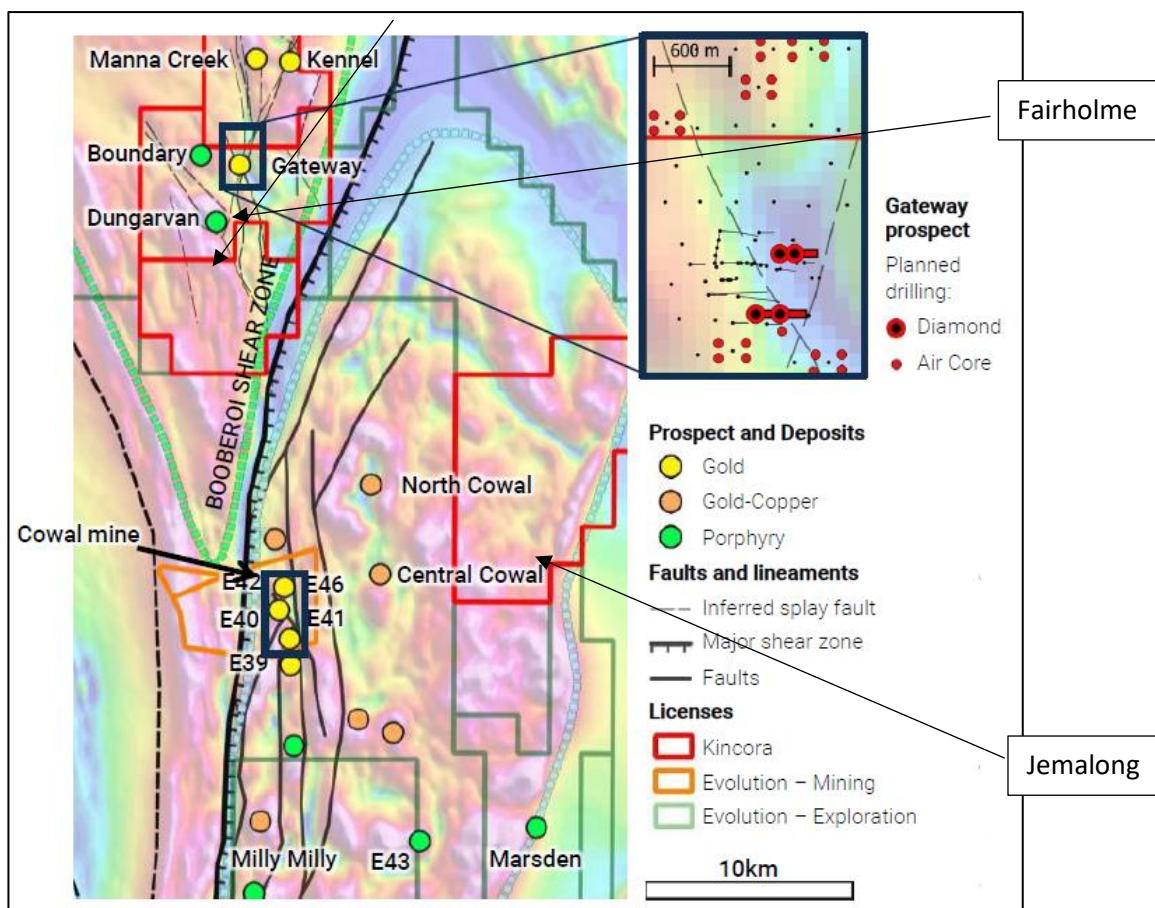 Manna Creek
Kennel
Boundary
Gateway
Dungarvan
BOOBEROI SHEAR ZONE
North Cowal
Cowal mine
Central Cowal
E42
E46
E40
E41
E39
Milly Milly
E43
Marsden
600 m
Fairholme
Gateway
prospect
Planned
drilling:
Diamond
Air Core
Prospect and Deposits
Gold
Gold-Copper
Porphyry
Faults and lineaments
Inferred splay fault
Major shear zone
Faults
Licenses
Kincora
Evolution – Mining
Evolution – Exploration
Jemalong
10km